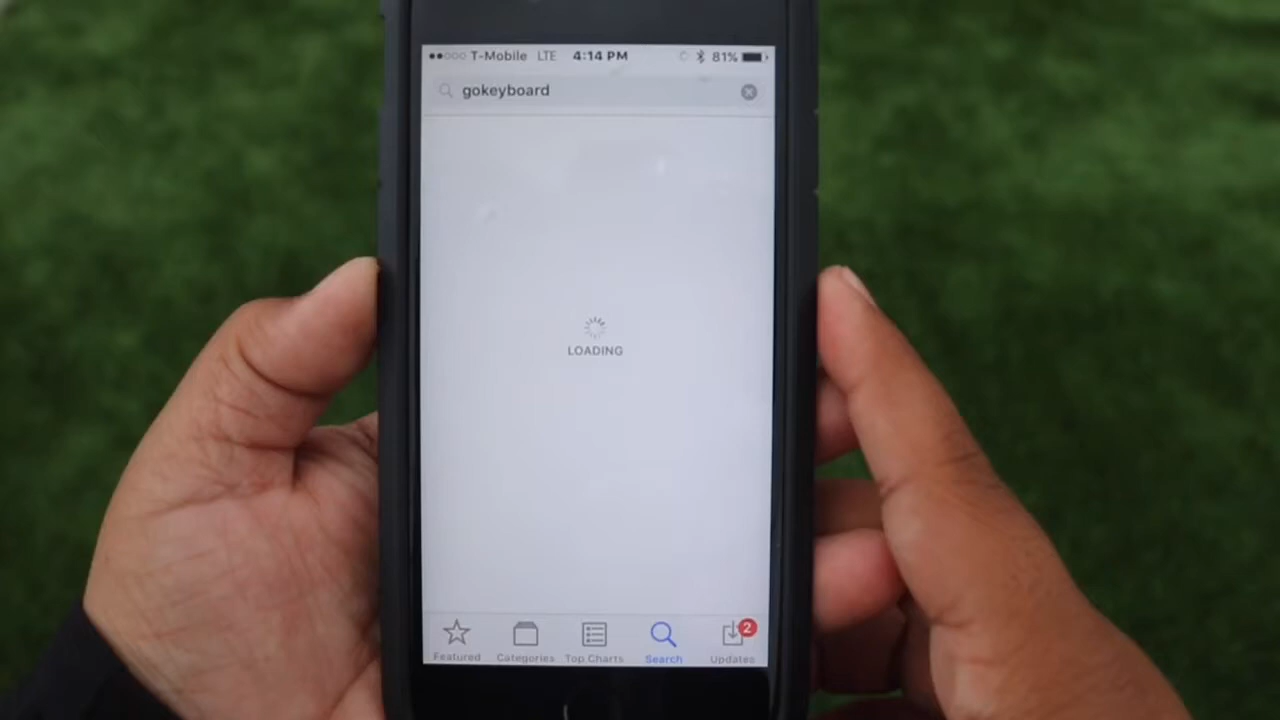 T-Mobile LTE 4:14 PM 81%
gokeyboard
LOADING
2
Featured Categories Top Charts Search Updates